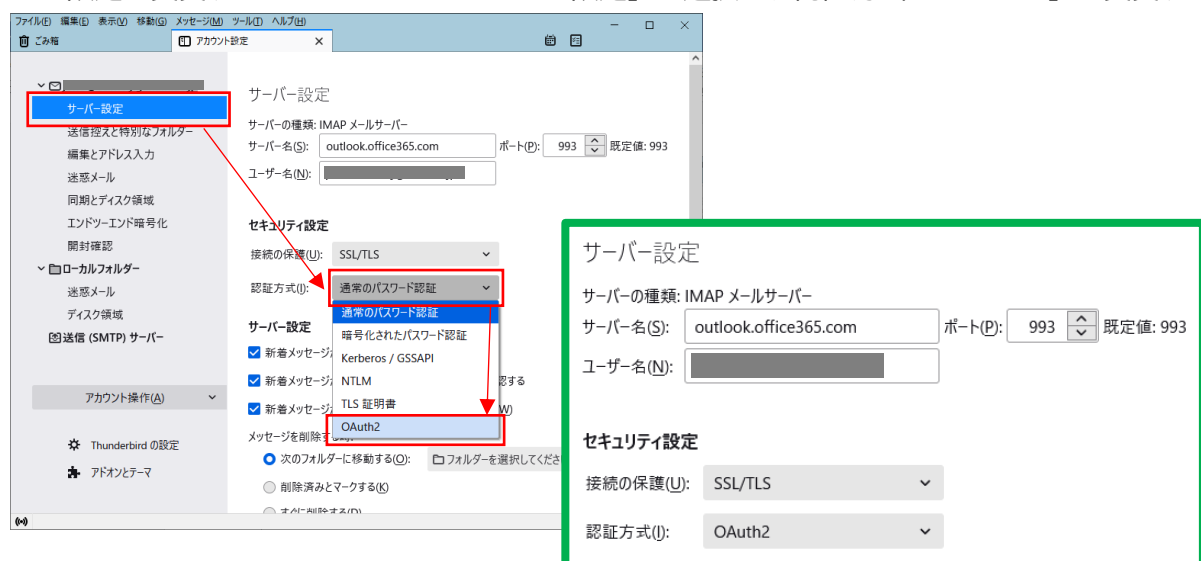 ファイル(F) 編集(E) 表示(V) 移動(G) メッセージ(M) ツール(T) ヘルプ(H)
ごみ箱
アカウント設定
サーバー設定
送信控えと特別なフォルダー
編集とアドレス入力
迷惑メール
同期とディスク領域
エンドツーエンド暗号化
開封確認
ローカルフォルダー
迷惑メール
ディスク領域
送信 (SMTP) サーバー
アカウント操作(A)
Thunderbird の設定
アドオンとテーマ
サーバー設定
サーバーの種類: IMAP メールサーバー
サーバー名(S): outlook.office365.com ポート(P): 993 既定値: 993
ユーザー名(N):
セキュリティ設定
接続の保護(U): SSL/TLS
認証方式(I): 通常のパスワード認証
通常のパスワード認証
暗号化されたパスワード認証
Kerberos / GSSAPI
NTLM
TLS 証明書
OAuth2
サーバー設定
新着メッセージ
新着メッセージ する
新着メッセージ W)
メッセージを削除す
次のフォルダーに移動する(O): フォルダーを選択してくださ
削除済みとマークする(K)
すぐに削除する(D)
サーバー設定
サーバーの種類: IMAP メールサーバー
サーバー名(S): outlook.office365.com ポート(P): 993 既定値: 993
ユーザー名(N):
セキュリティ設定
接続の保護(U): SSL/TLS
認証方式(I): OAuth2